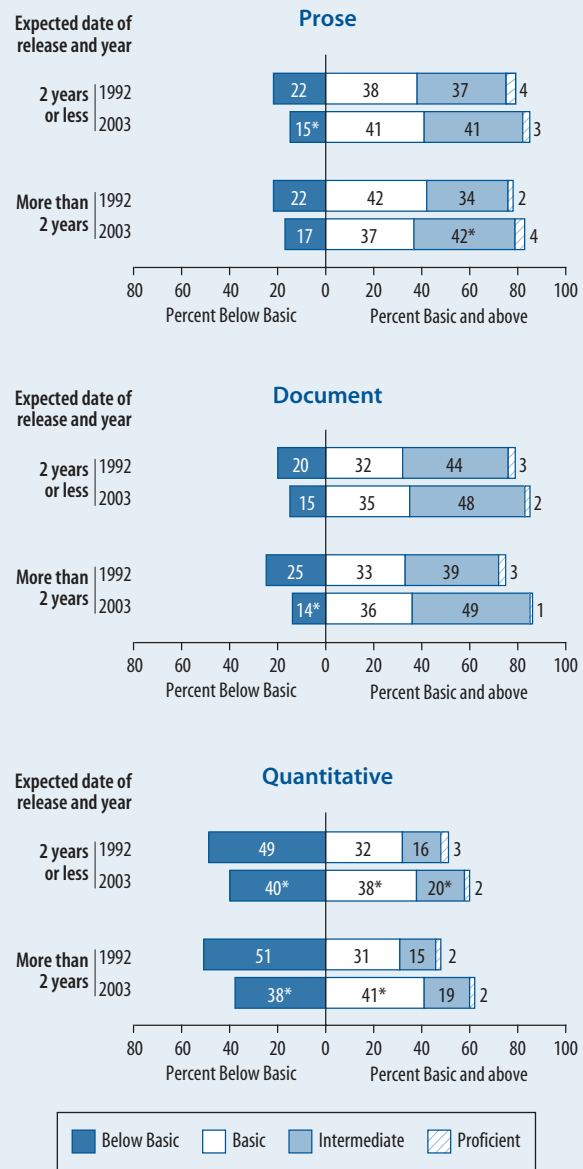 Prose
Expected date of
release and year
2 years
or less
1992
22 38 37 4
2003
15* 41 41 3
More than
2 years
1992
22 42 34 2
2003
17 37 42* 4
80 60 40 20 0 20 40 60 80 100
Percent Below Basic Percent Basic and above
Document
Expected date of
release and year
2 years
or less
1992
20 32 44 3
2003
15 35 48 2
More than
2 years
1992
25 33 39 3
2003
14* 36 49 1
80 60 40 20 0 20 40 60 80 100
Percent Below Basic Percent Basic and above
Quantitative
Expected date of
release and year
2 years
or less
1992
49 32 16 3
2003
40* 38* 20* 2
More than
2 years
1992
51 31 15 2
2003
38* 41* 19 2
80 60 40 20 0 20 40 60 80 100
Percent Below Basic Percent Basic and above
Below Basic Basic Intermediate Proficient